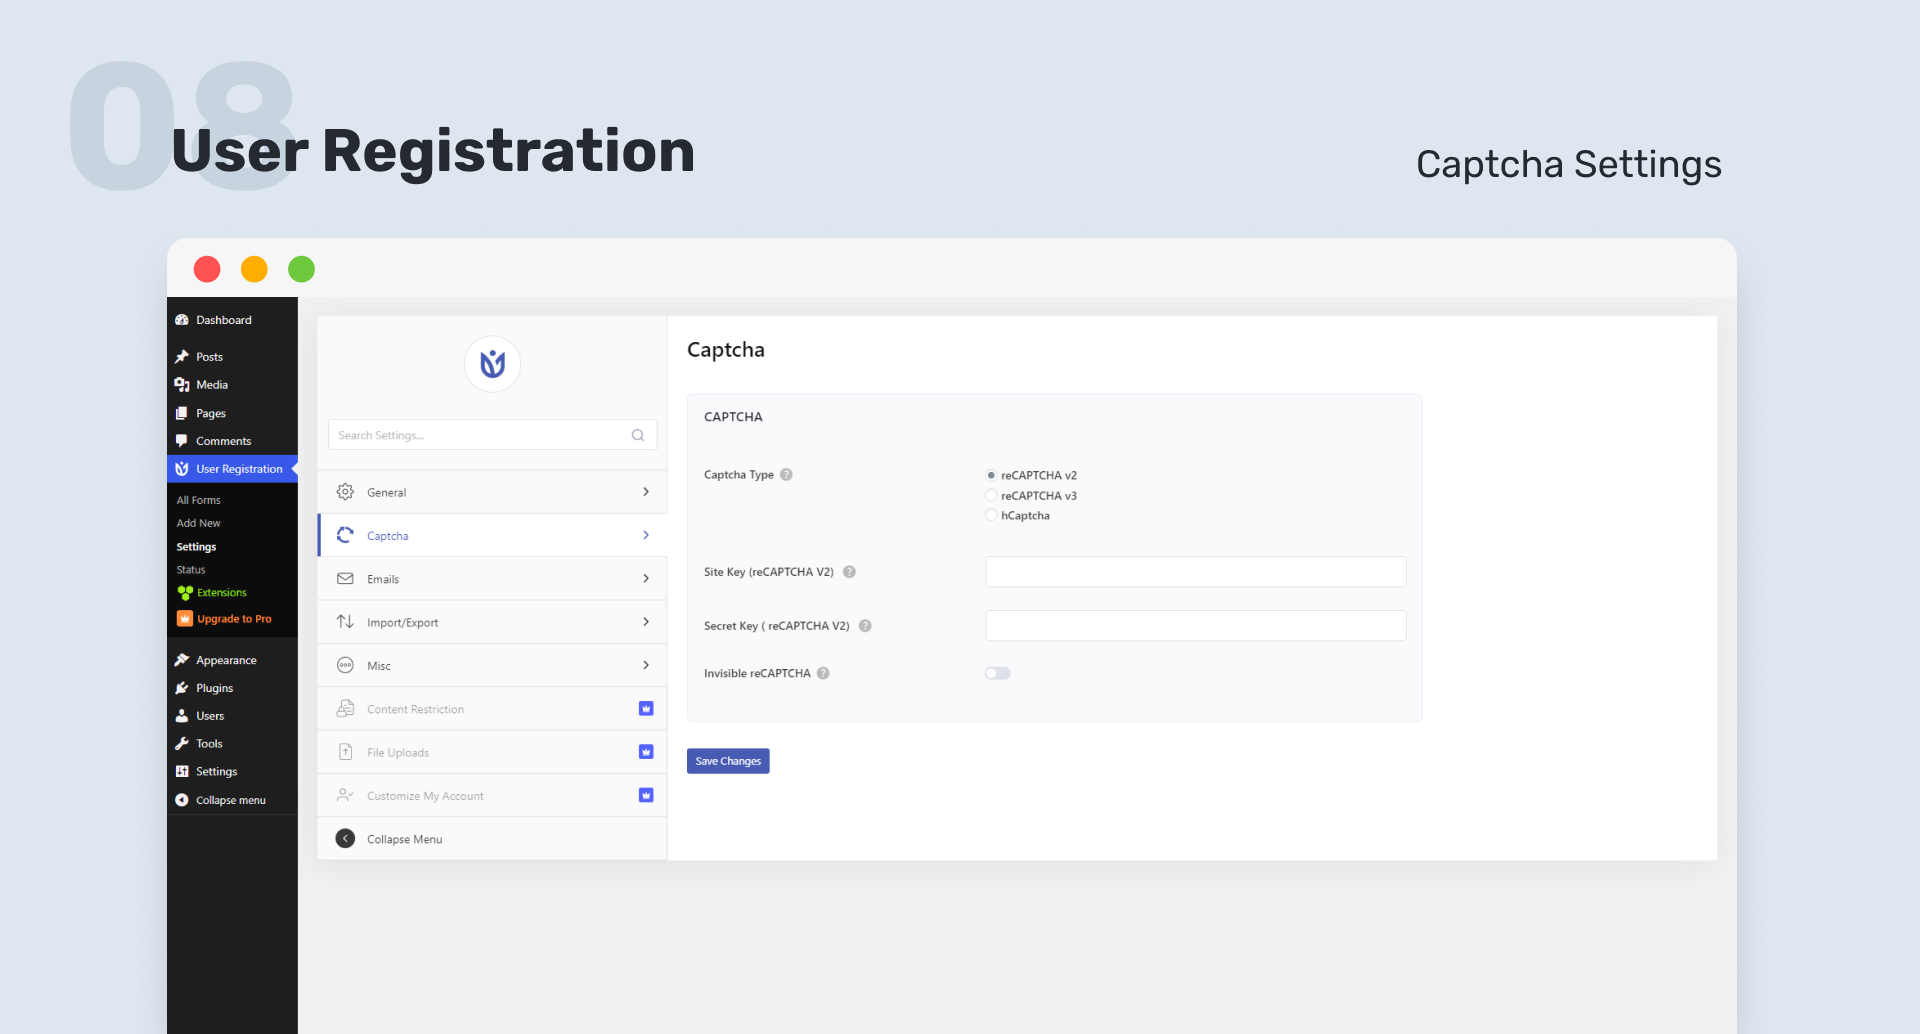 08
User Registration
Captcha Settings
Dashboard
Posts
Media
Pages
Comments
User Registration
All Forms
Add New
Settings
Status
Extensions
Upgrade to Pro
Appearance
Plugins
Users
Tools
Settings
Collapse menu
Search Settings...
General
Captcha
Emails
Import/Export
Misc
Content Restriction
File Uploads
Customize My Account
Collapse Menu
Captcha
CAPTCHA
Captcha Type ?
reCAPTCHA v2
reCAPTCHA v3
hCaptcha
Site Key (reCAPTCHA V2) ?
Secret Key ( reCAPTCHA V2) ?
Invisible reCAPTCHA ?
Save Changes